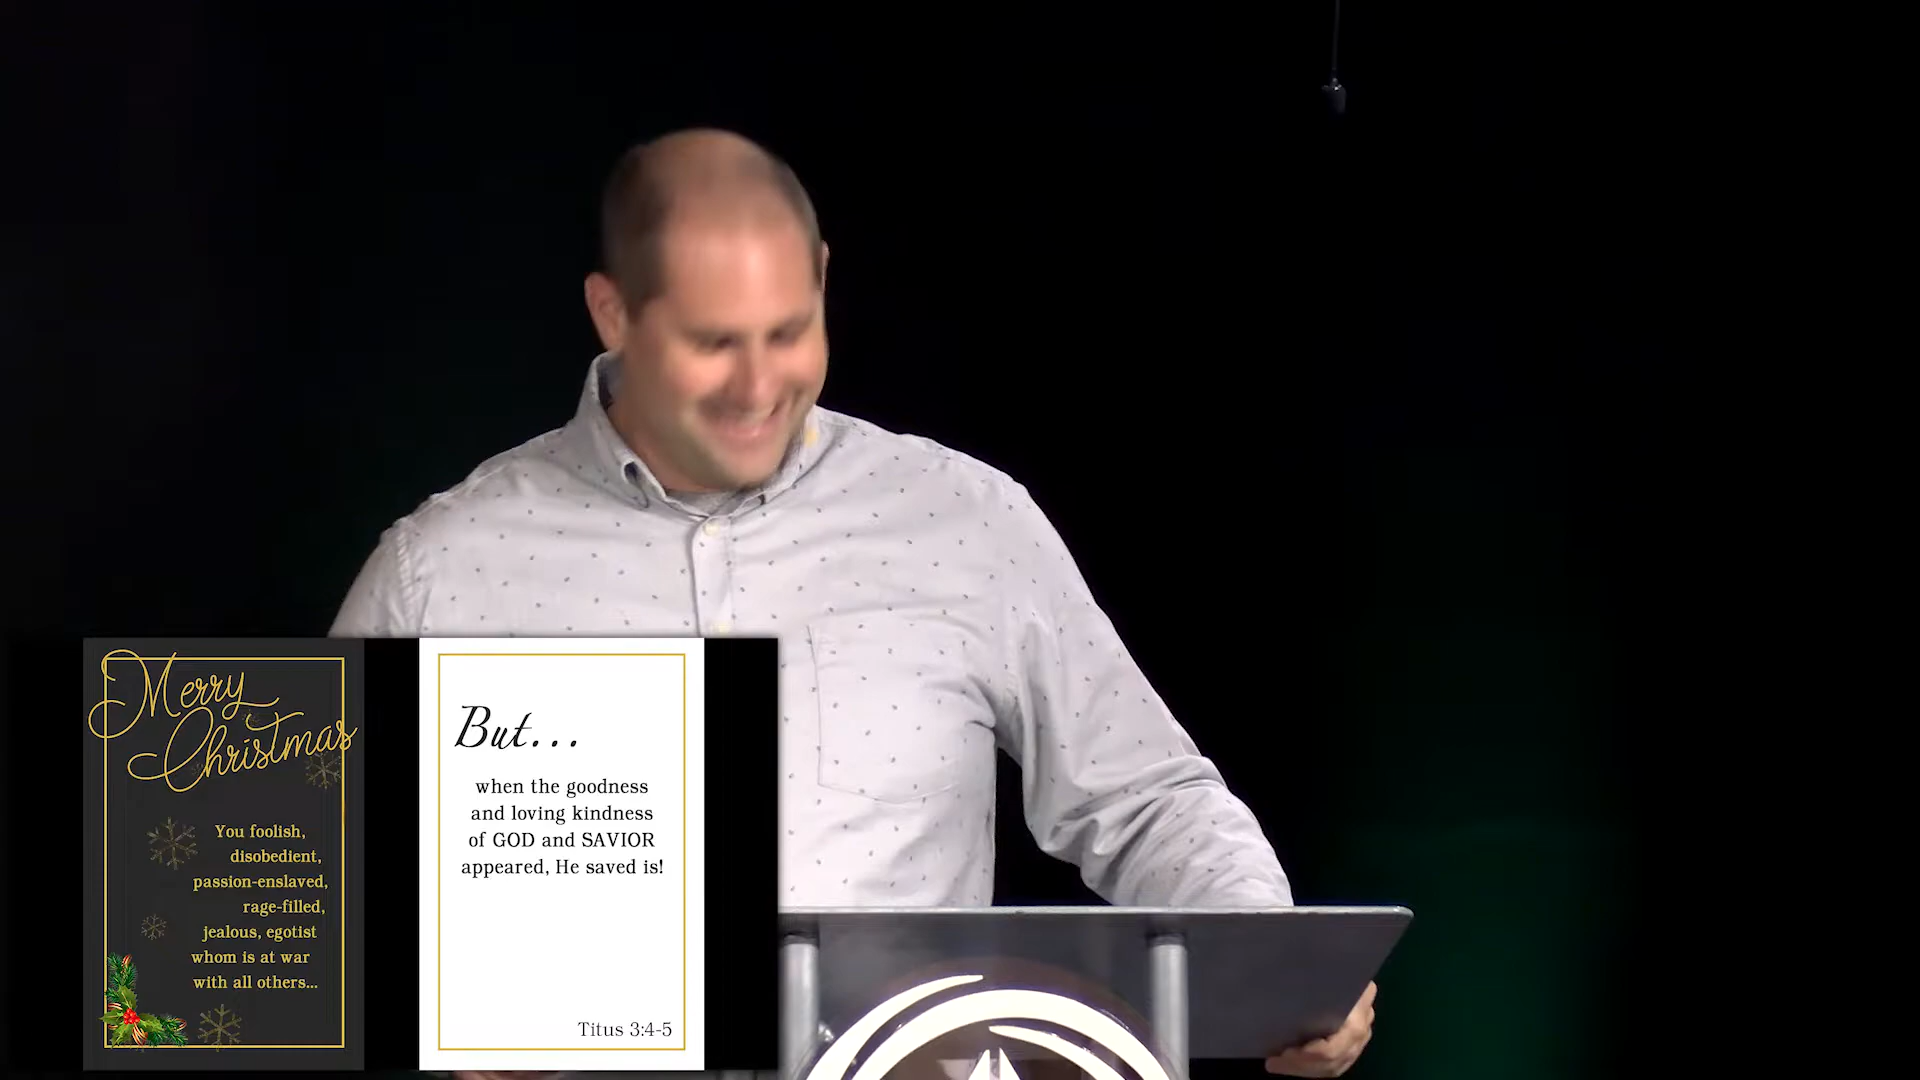 Merry
Christmas
You foolish,
disobedient,
passion-enslaved,
rage-filled,
jealous, egotist
whom is at war
with all others...
But...
when the goodness
and loving kindness
of GOD and SAVIOR
appeared, He saved is!
Titus 3:4-5